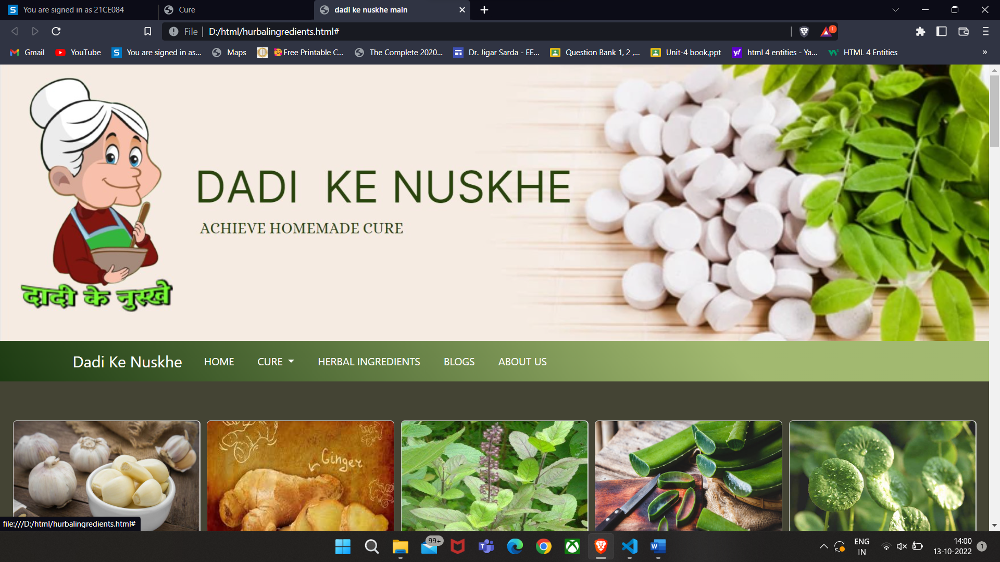 You are signed in as 21CE084
Cure
dadi ke nuskhe main
File
D:/html/hurbalingredients.html#
1
Gmail
YouTube
You are signed in as...
Maps
Free Printable C...
The Complete 2020...
Dr. Jigar Sarda - EE...
Question Bank 1, 2 ,...
Unit-4 book,ppt
html 4 entities - Ya...
HTML 4 Entities
»
DADI KE NUSKHE
ACHIEVE HOMEMADE CURE
दादी के नुस्खे
Dadi Ke Nuskhe
HOME
CURE
HERBAL INGREDIENTS
BLOGS
ABOUT US
Ginger
file:///D:/html/hurbalingredients.html#
99+
ENG
IN
14:00
13-10-2022
1